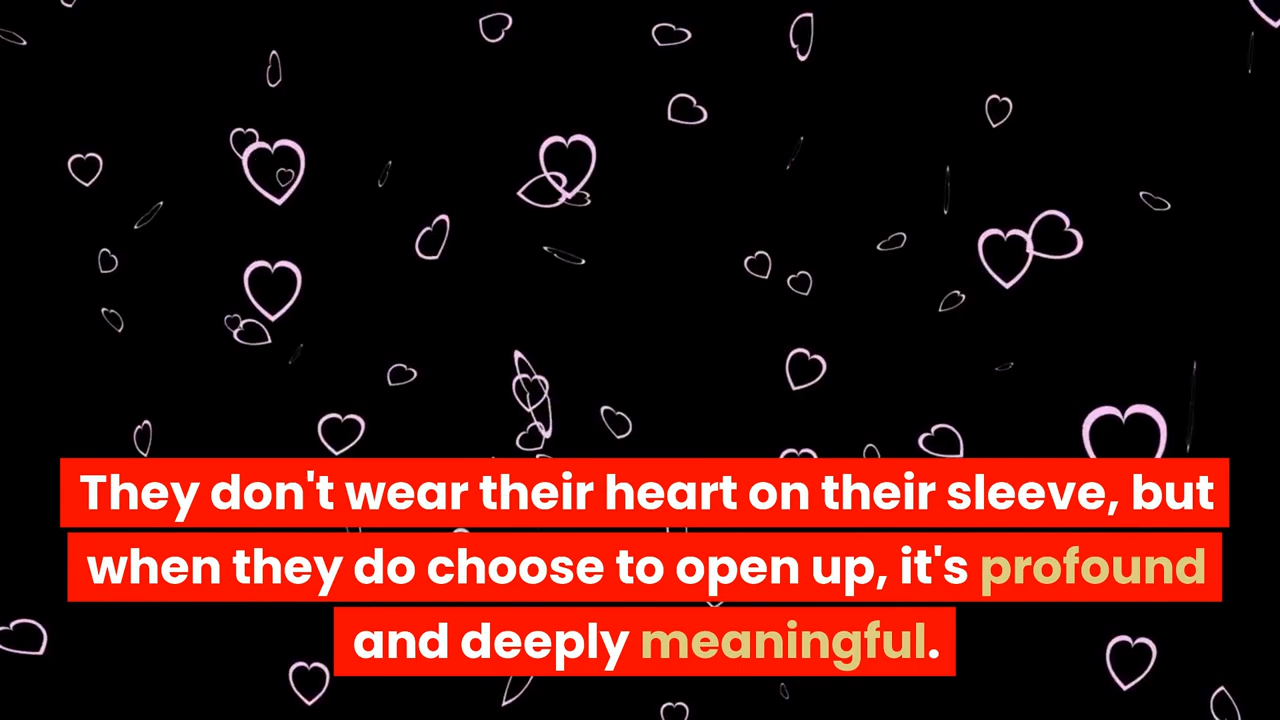 They don't wear their heart on their sleeve, but
when they do choose to open up, it's profound
and deeply meaningful.